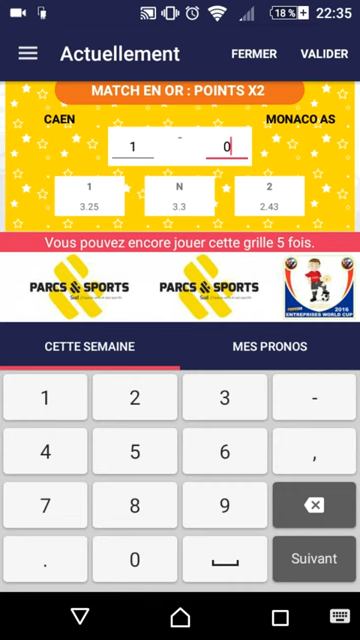 18 % 22:35
Actuellement FERMER VALIDER
MATCH EN OR : POINTS X2
CAEN MONACO AS
1 - 0
1 N 2
3.25 3.3 2.43
Vous pouvez encore jouer cette grille 5 fois.
PARCS & SPORTS PARCS & SPORTS
Sarl Sarl
2016
ENTREPRISES WORLD CUP
CETTE SEMAINE MES PRONOS
1 2 3 -
4 5 6 ,
7 8 9
. 0 Suivant